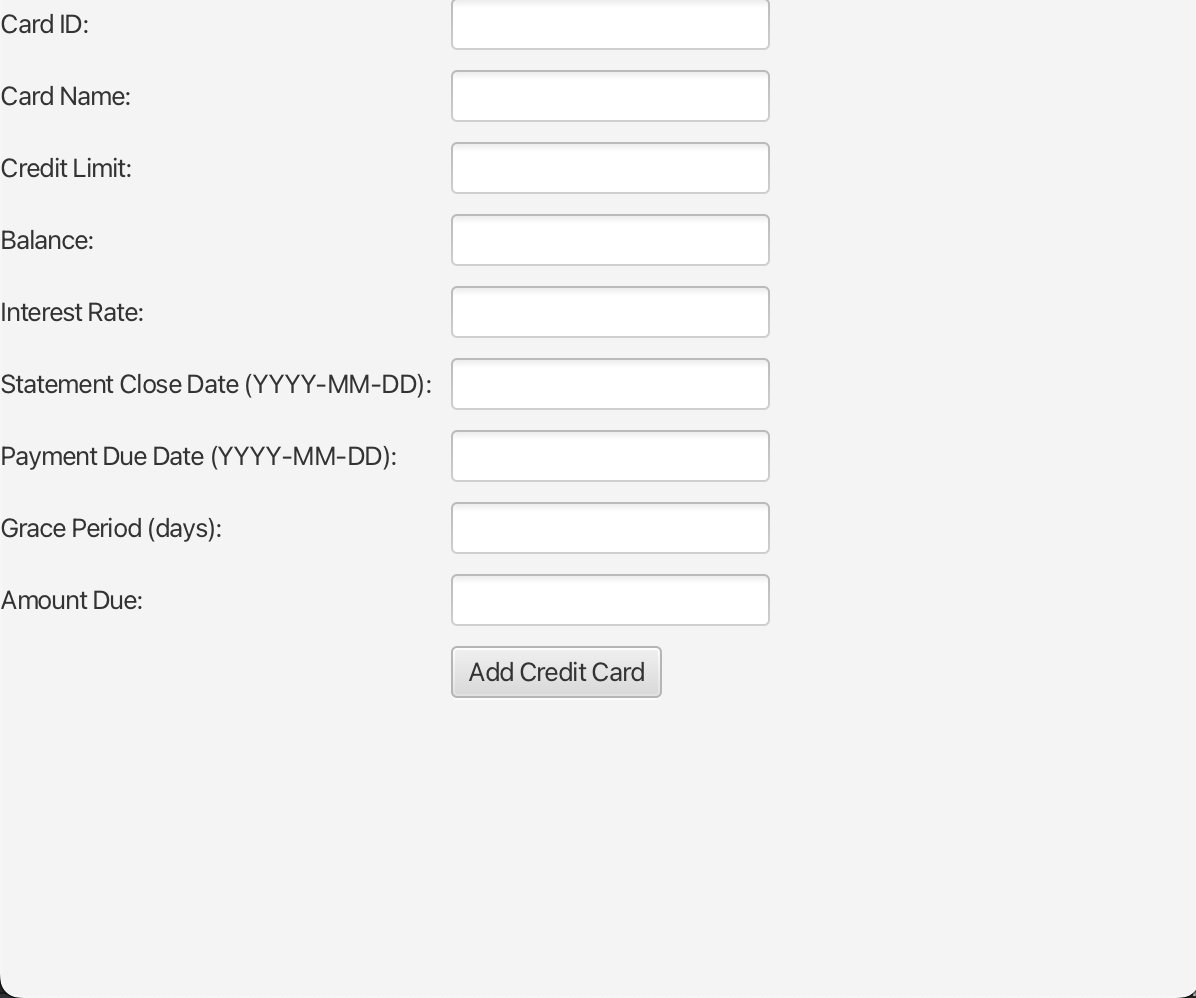 Card ID:
Card Name:
Credit Limit:
Balance:
Interest Rate:
Statement Close Date (YYYY-MM-DD):
Payment Due Date (YYYY-MM-DD):
Grace Period (days):
Amount Due:
Add Credit Card